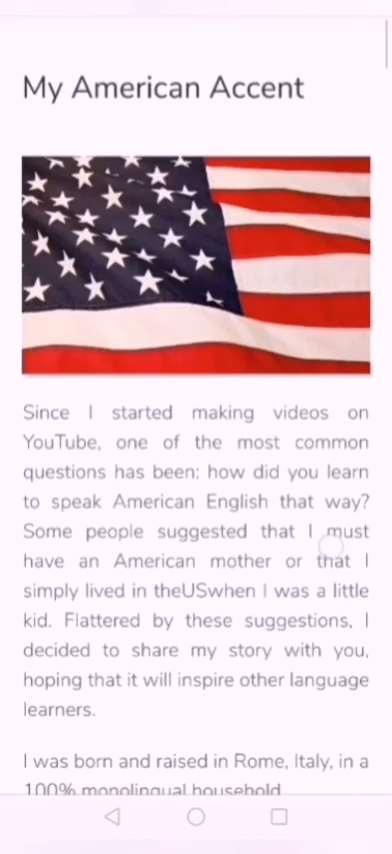 My American Accent
Since I started making videos on
YouTube, one of the most common
questions has been: how did you learn
to speak American English that way?
Some people suggested that I must
have an American mother or that I
simply lived in theUSwhen I was a little
kid. Flattered by these suggestions, I
decided to share my story with you,
hoping that it will inspire other language
learners.
I was born and raised in Rome, Italy, in a
100% monolingual household